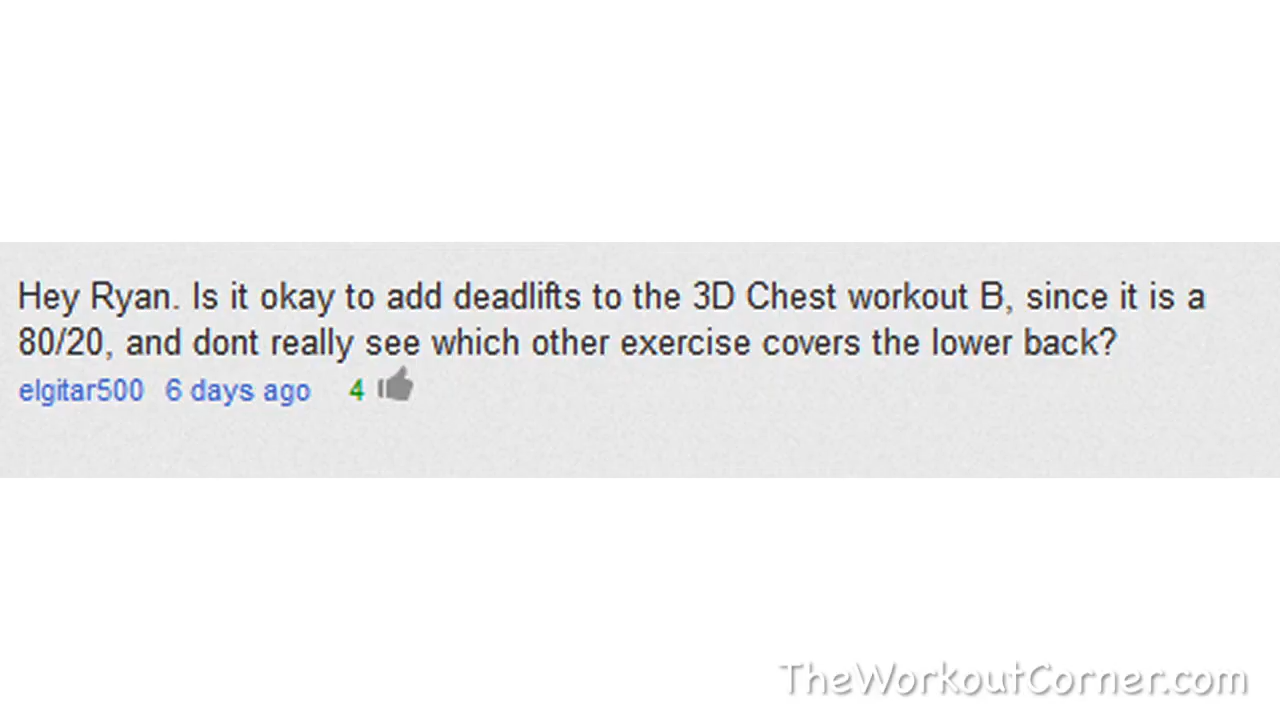 Hey Ryan. Is it okay to add deadlifts to the 3D Chest workout B, since it is a
80/20, and dont really see which other exercise covers the lower back?
elgitar500 6 days ago 4
TheWorkoutCorner.com